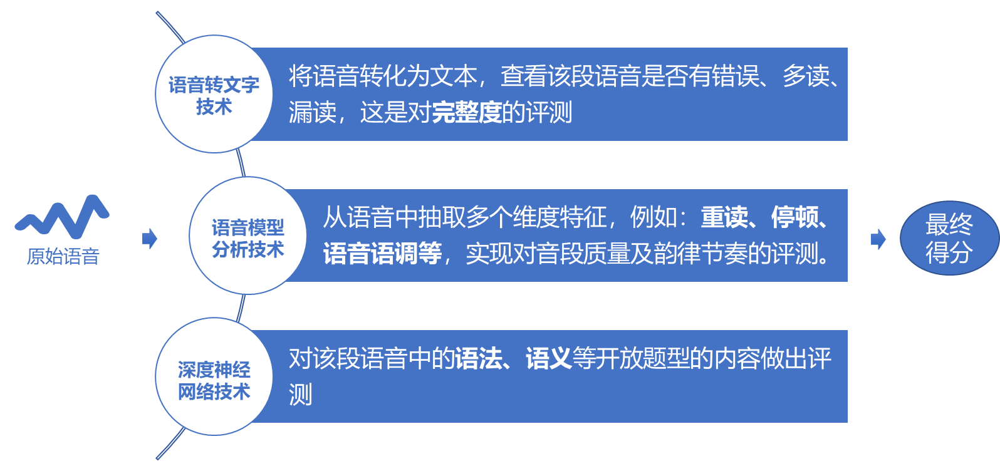 原始语音
语音转文字
技术
将语音转化为文本，查看该段语音是否有错误、多读、
漏读，这是对完整度的评测
语音模型
分析技术
从语音中抽取多个维度特征，例如：重读、停顿、
语音语调等，实现对音段质量及韵律节奏的评测。
深度神经
网络技术
对该段语音中的语法、语义等开放题型的内容做出评
测
最终
得分